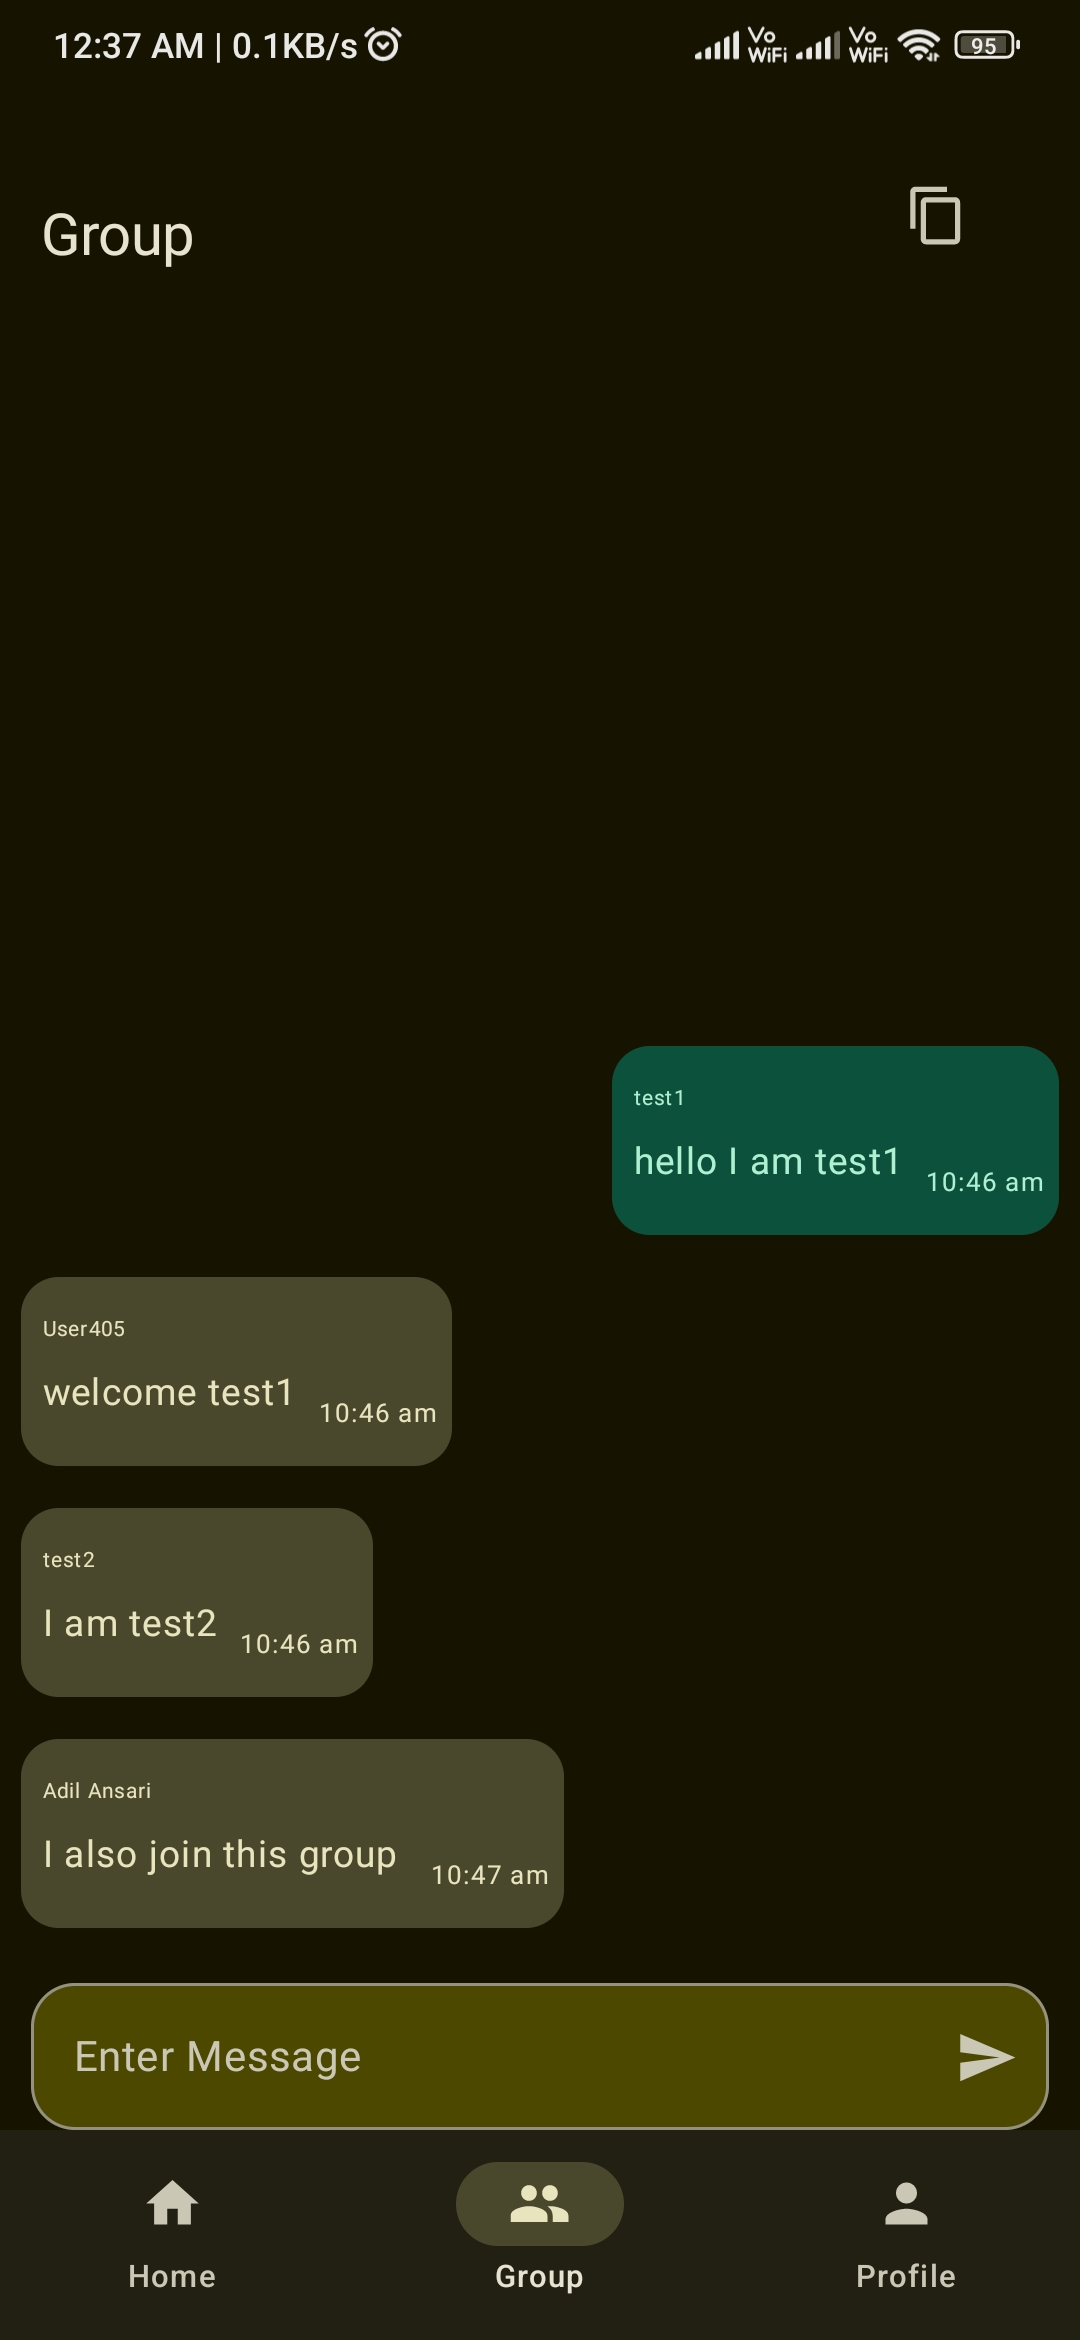 12:37 AM | 0.1KB/s Vo WiFi Vo WiFi 95
Group
test1
hello I am test1 10:46 am
User405
welcome test1 10:46 am
test2
I am test2 10:46 am
Adil Ansari
I also join this group 10:47 am
Enter Message
Home Group Profile